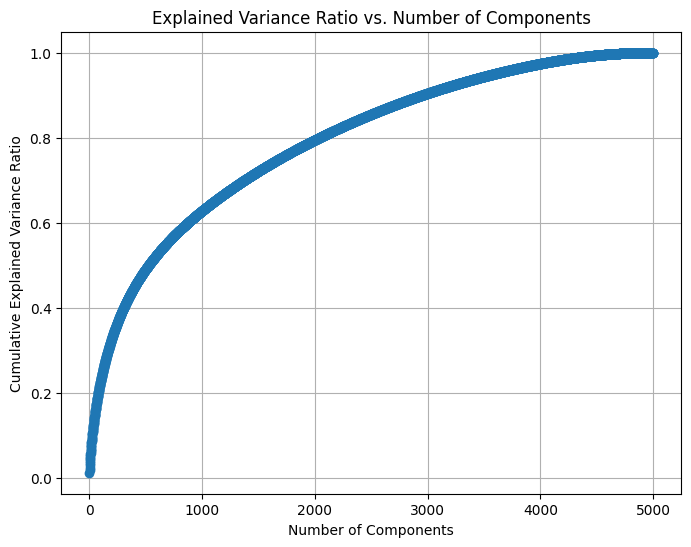 Explained Variance Ratio vs. Number of Components
Cumulative Explained Variance Ratio
1.0
0.8
0.6
0.4
0.2
0.0
0 1000 2000 3000 4000 5000
Number of Components